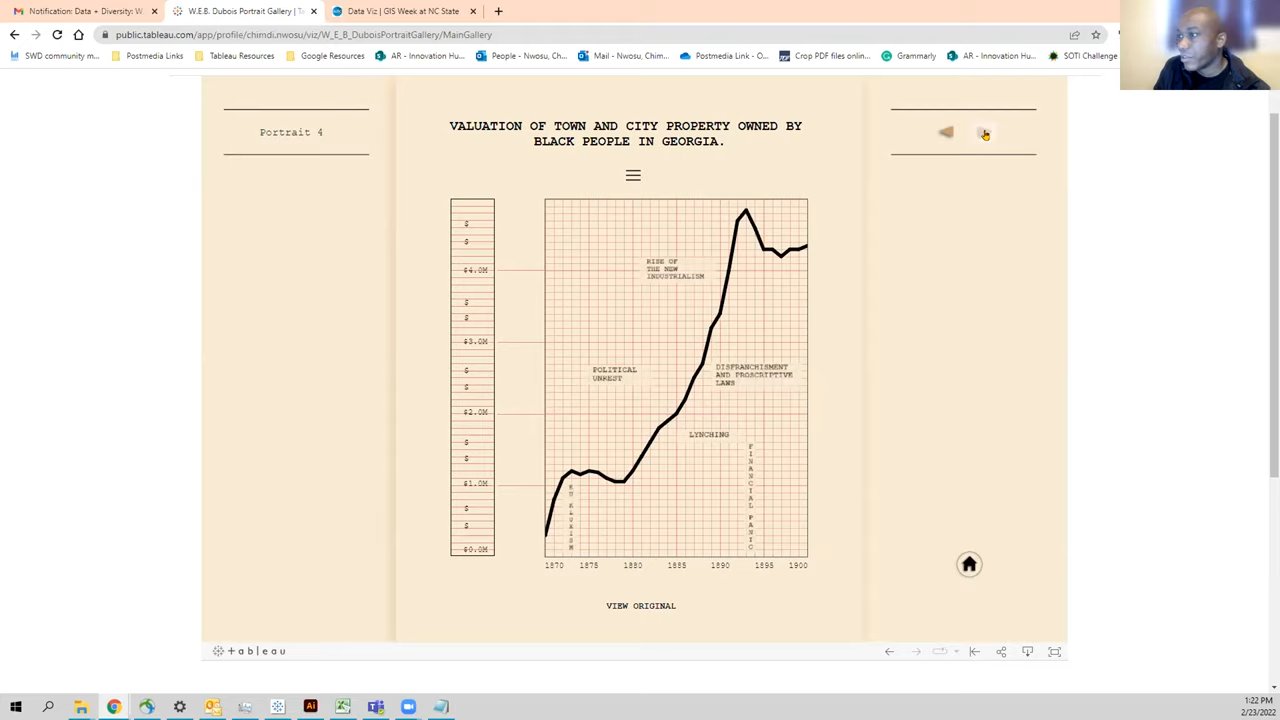 Notification: Data + Diversity: W
W.E.B. Dubois Portrait Gallery | T
Data Viz | GIS Week at NC State
public.tableau.com/app/profile/chimdi.nwosu/viz/W_E_B_DuboisPortraitGallery/MainGallery
SWD community m...
Postmedia Links
Tableau Resources
Google Resources
AR - Innovation Hu...
People - Nwosu, Ch...
Mail - Nwosu, Chim...
Postmedia Link - O...
Crop PDF files onlin...
Grammarly
AR - Innovation Hu...
SOTI Challenge
Portrait 4
VALUATION OF TOWN AND CITY PROPERTY OWNED BY
BLACK PEOPLE IN GEORGIA.
$
$
$4.0M
$
$
$3.0M
$
$
$2.0M
$
$
$1.0M
$
$
$0.0M
RISE OF
THE NEW
INDUSTRIALISM
POLITICAL
UNREST
DISFRANCHISMENT
AND PROSCRIPTIVE
LAWS
LYNCHING
KU KLUXISM
FINANCIAL PANIC
1870 1875 1880 1885 1890 1895 1900
VIEW ORIGINAL
+ableau
1:22 PM
2/23/2022